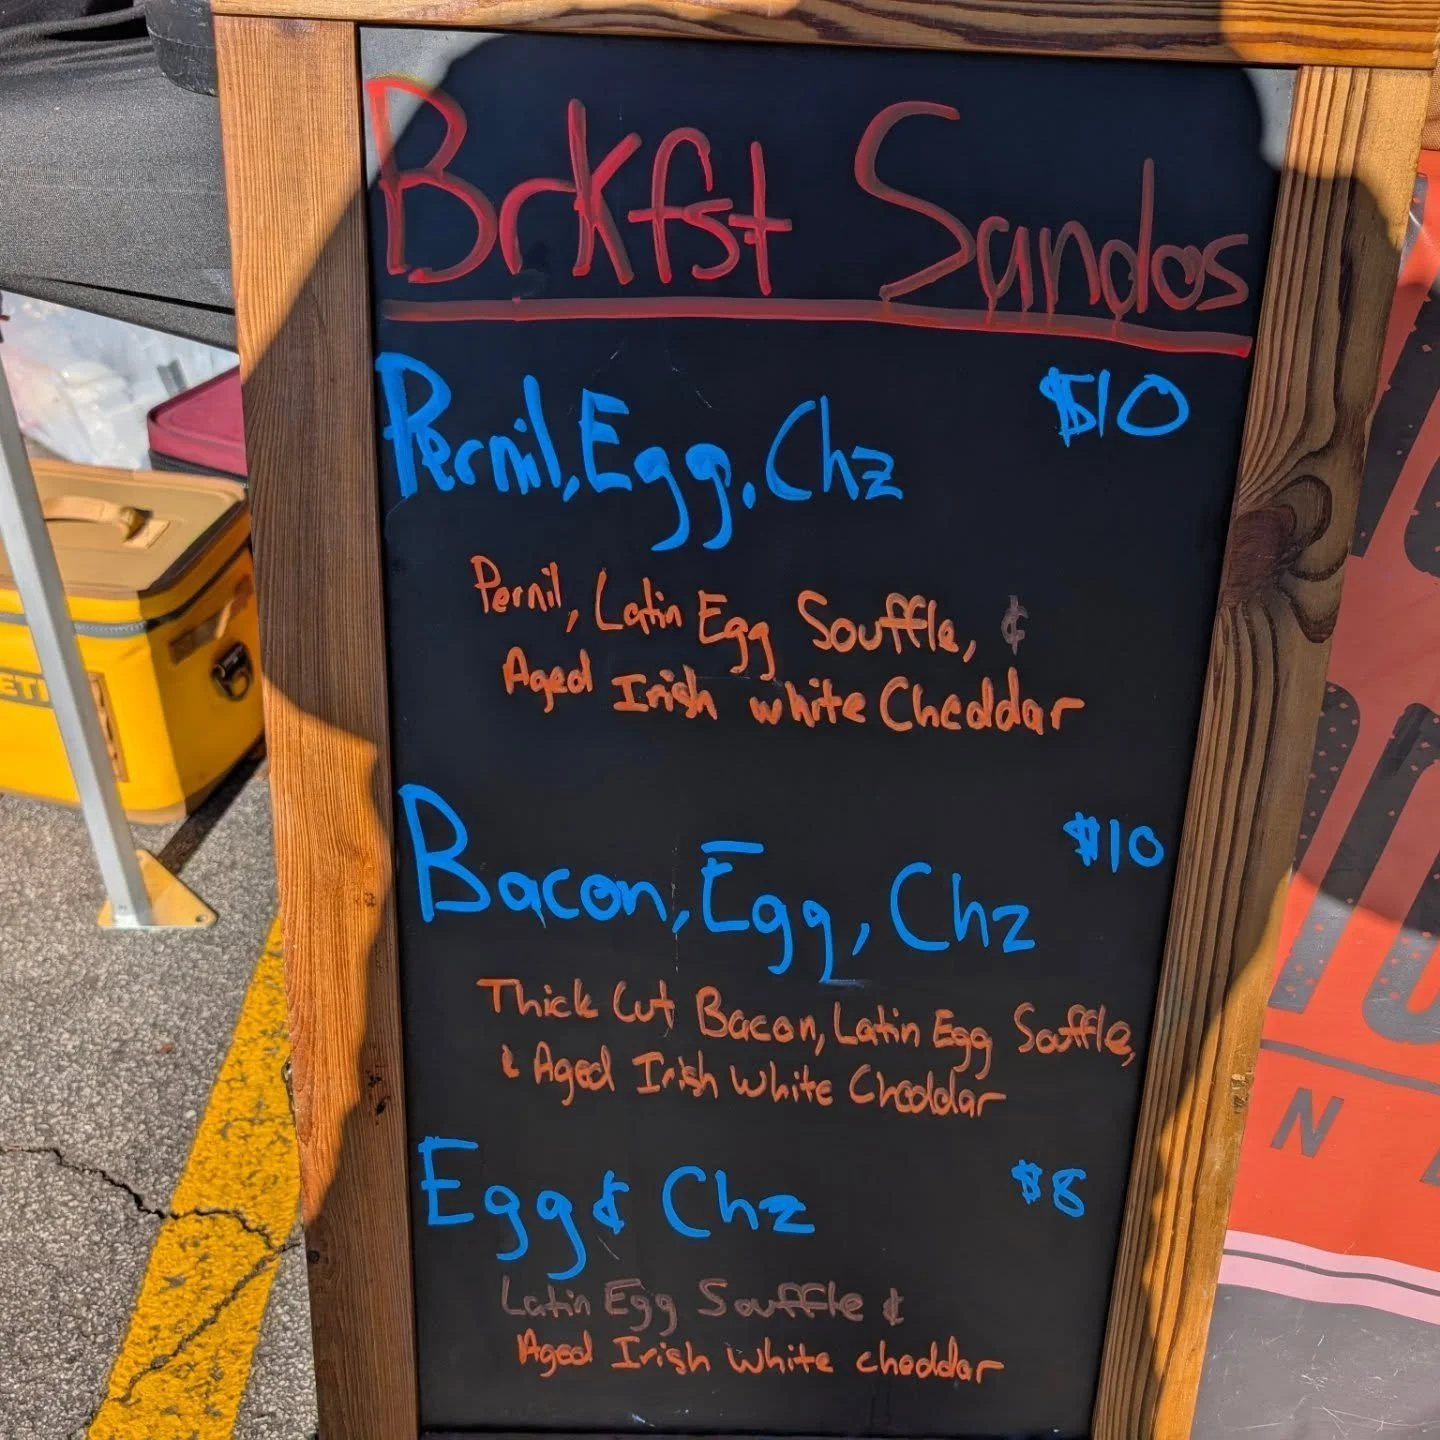 Brkfst Sandos
Pernil, Egg, Chz $10
Pernil, Latin Egg Souffle, &
Aged Irish white Cheddar
Bacon, Egg, Chz $10
Thick Cut Bacon, Latin Egg Souffle,
& Aged Irish White Cheddar
Egg & Chz $8
Latin Egg Souffle &
Aged Irish white cheddar